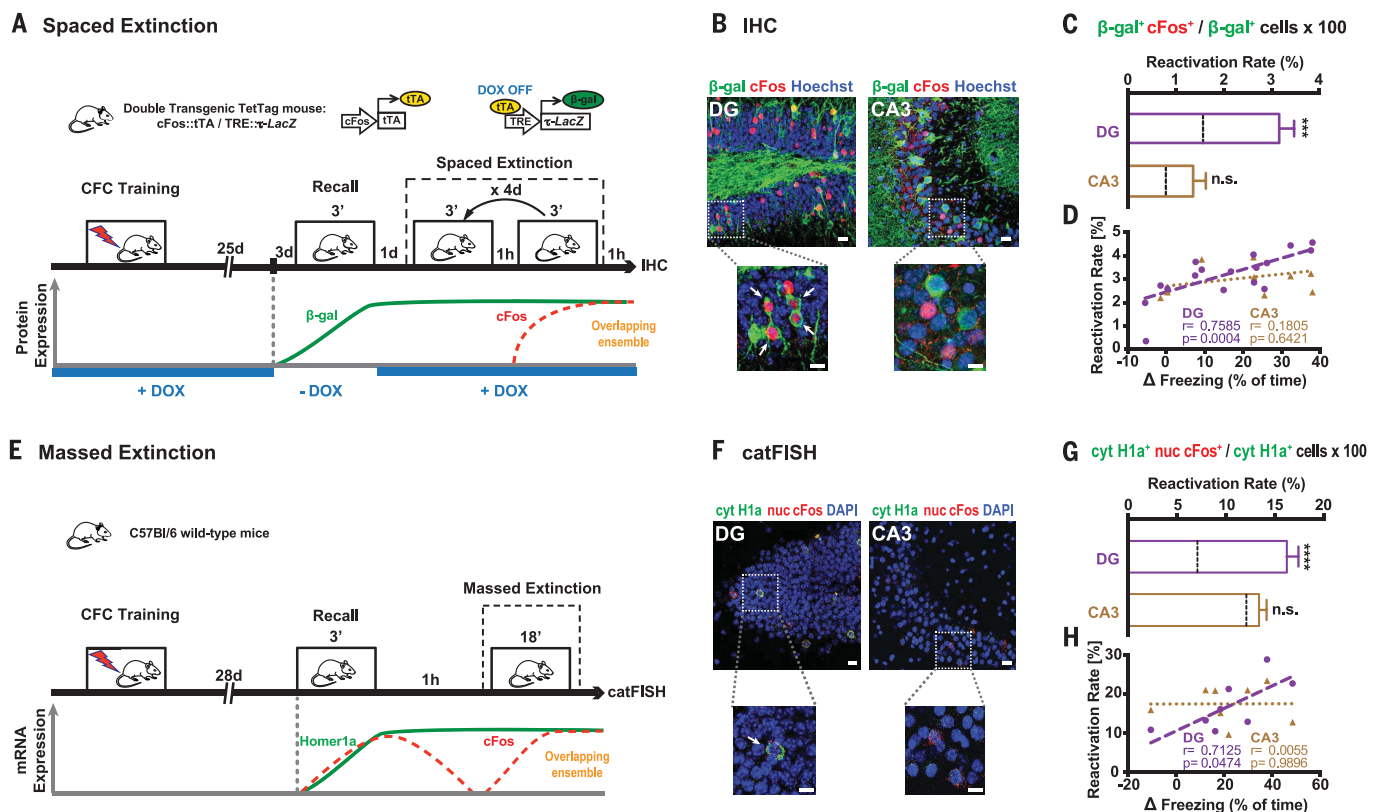 A Spaced Extinction
Double Transgenic TetTag mouse:
cFos::tTA / TRE::τ-LacZ
tTA
cFos
tTA
DOX OFF
tTA
β-gal
TRE
τ-LacZ
CFC Training
Recall
Spaced Extinction
x 4d
3'
3'
3'
25d
3d
1d
1h
1h
IHC
Protein
Expression
β-gal
cFos
Overlapping
ensemble
+ DOX
- DOX
+ DOX
B IHC
β-gal cFos Hoechst
β-gal cFos Hoechst
DG
CA3
C β-gal⁺ cFos⁺ / β-gal⁺ cells x 100
Reactivation Rate (%)
0 1 2 3 4
DG
***
CA3
n.s.
D
Reactivation Rate [%]
5
4
3
2
1
0
DG
r= 0.7585
p= 0.0004
CA3
r= 0.1805
p= 0.6421
-10 0 10 20 30 40
Δ Freezing (% of time)
E Massed Extinction
C57Bl/6 wild-type mice
CFC Training
Recall
Massed Extinction
3'
18'
28d
1h
catFISH
mRNA
Expression
Homer1a
cFos
Overlapping
ensemble
F catFISH
cyt H1a nuc cFos DAPI
cyt H1a nuc cFos DAPI
DG
CA3
G cyt H1a⁺ nuc cFos⁺ / cyt H1a⁺ cells x 100
Reactivation Rate (%)
0 5 10 15 20
DG
****
CA3
n.s.
H
Reactivation Rate [%]
40
30
20
10
0
DG
r= 0.7125
p= 0.0474
CA3
r= 0.0055
p= 0.9896
-20 0 20 40 60
Δ Freezing (% of time)